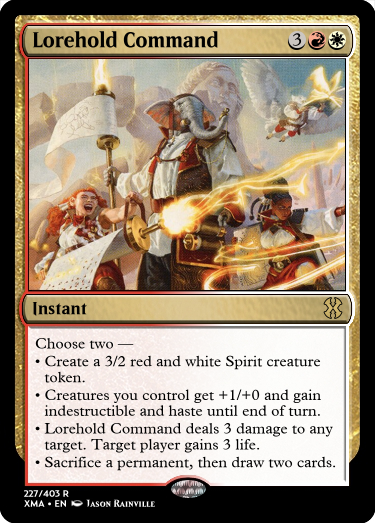 Lorehold Command 3
Instant
Choose two —
• Create a 3/2 red and white Spirit creature
token.
• Creatures you control get +1/+0 and gain
indestructible and haste until end of turn.
• Lorehold Command deals 3 damage to any
target. Target player gains 3 life.
• Sacrifice a permanent, then draw two cards.
227/403 R
XMA • EN Jason Rainville